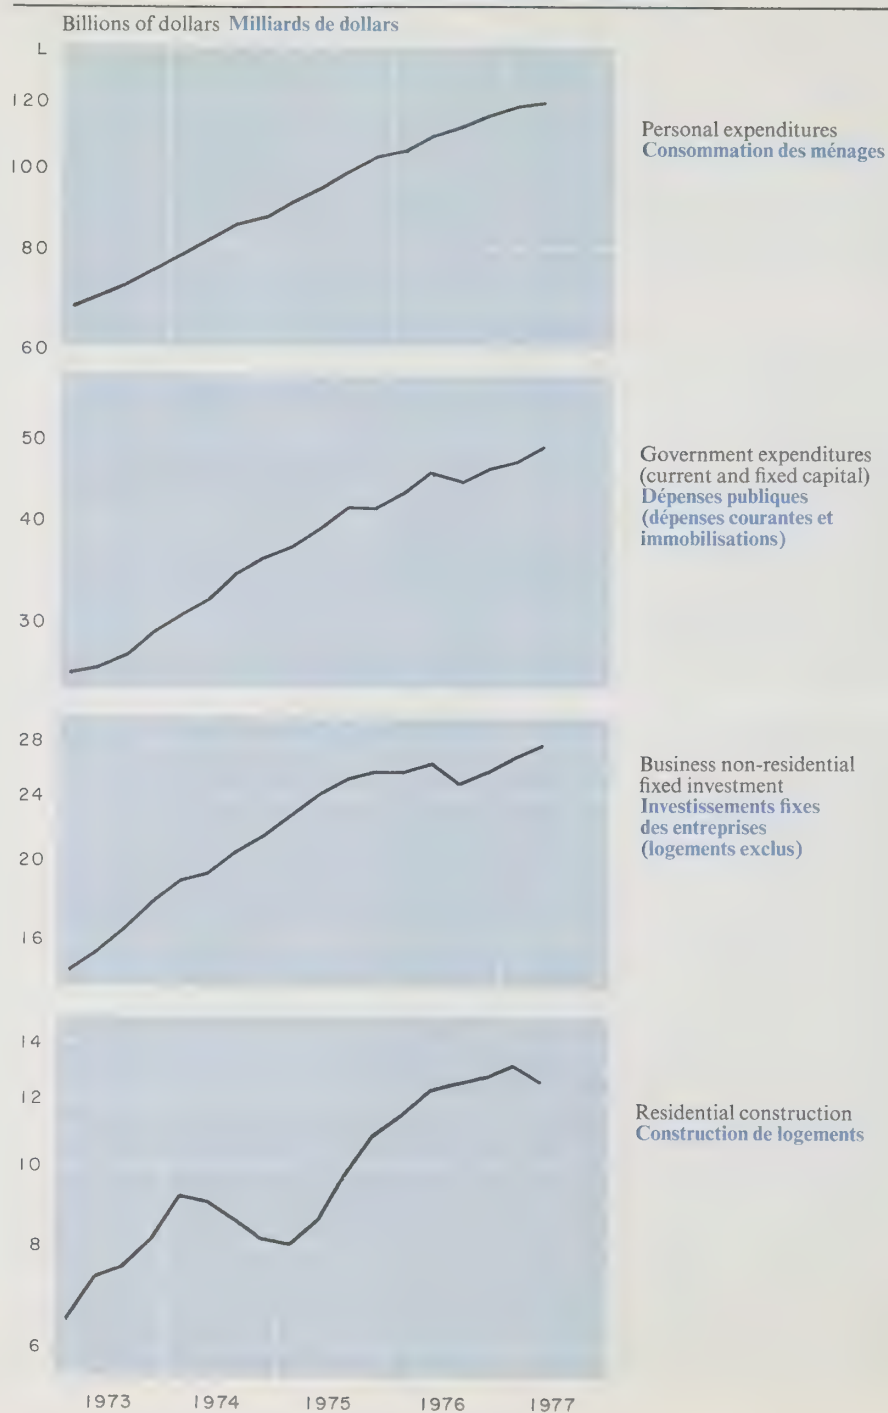 Billions of dollars Milliards de dollars
L
120
100
80
60
Personal expenditures
Consommation des ménages
50
40
30
Government expenditures
(current and fixed capital)
Dépenses publiques
(dépenses courantes et
immobilisations)
28
24
20
16
Business non-residential
fixed investment
Investissements fixes
des entreprises
(logements exclus)
14
12
10
8
6
Residential construction
Construction de logements
1973 1974 1975 1976 1977